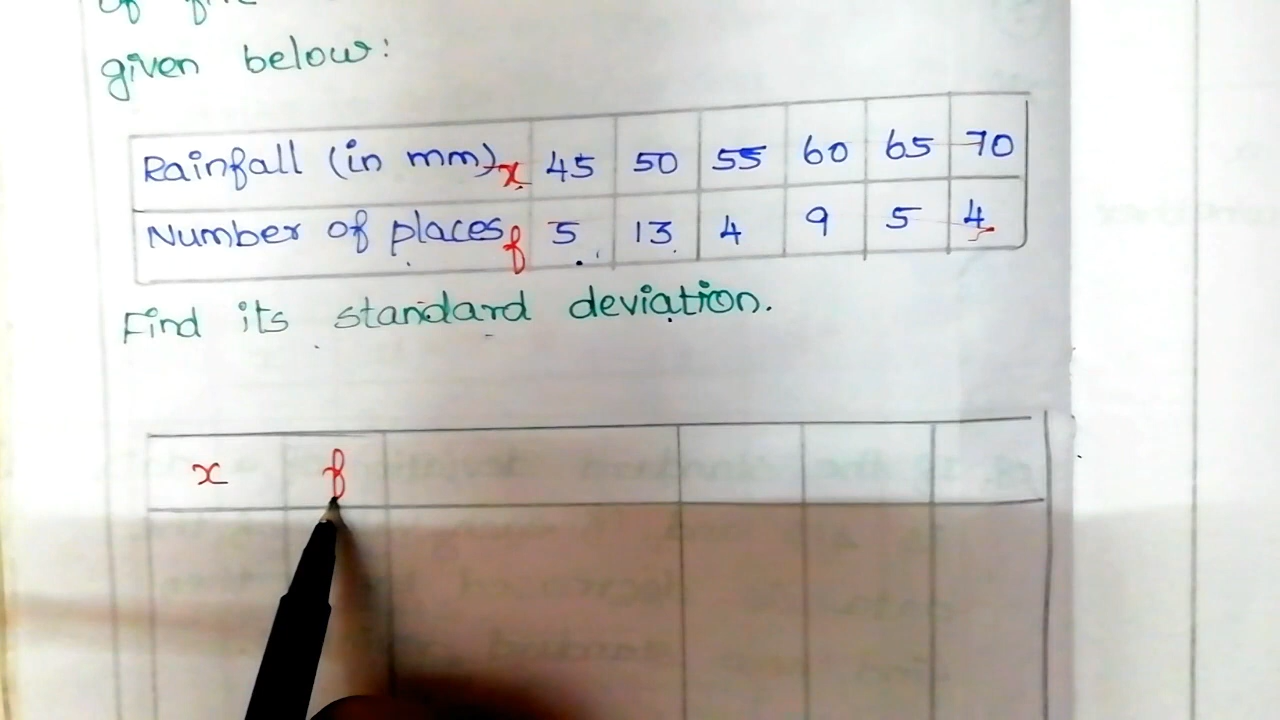 given below:
Rainfall (in mm) x 45 50 55 60 65 70
Number of places f 5 13 4 9 5 4
Find its standard deviation.
x f